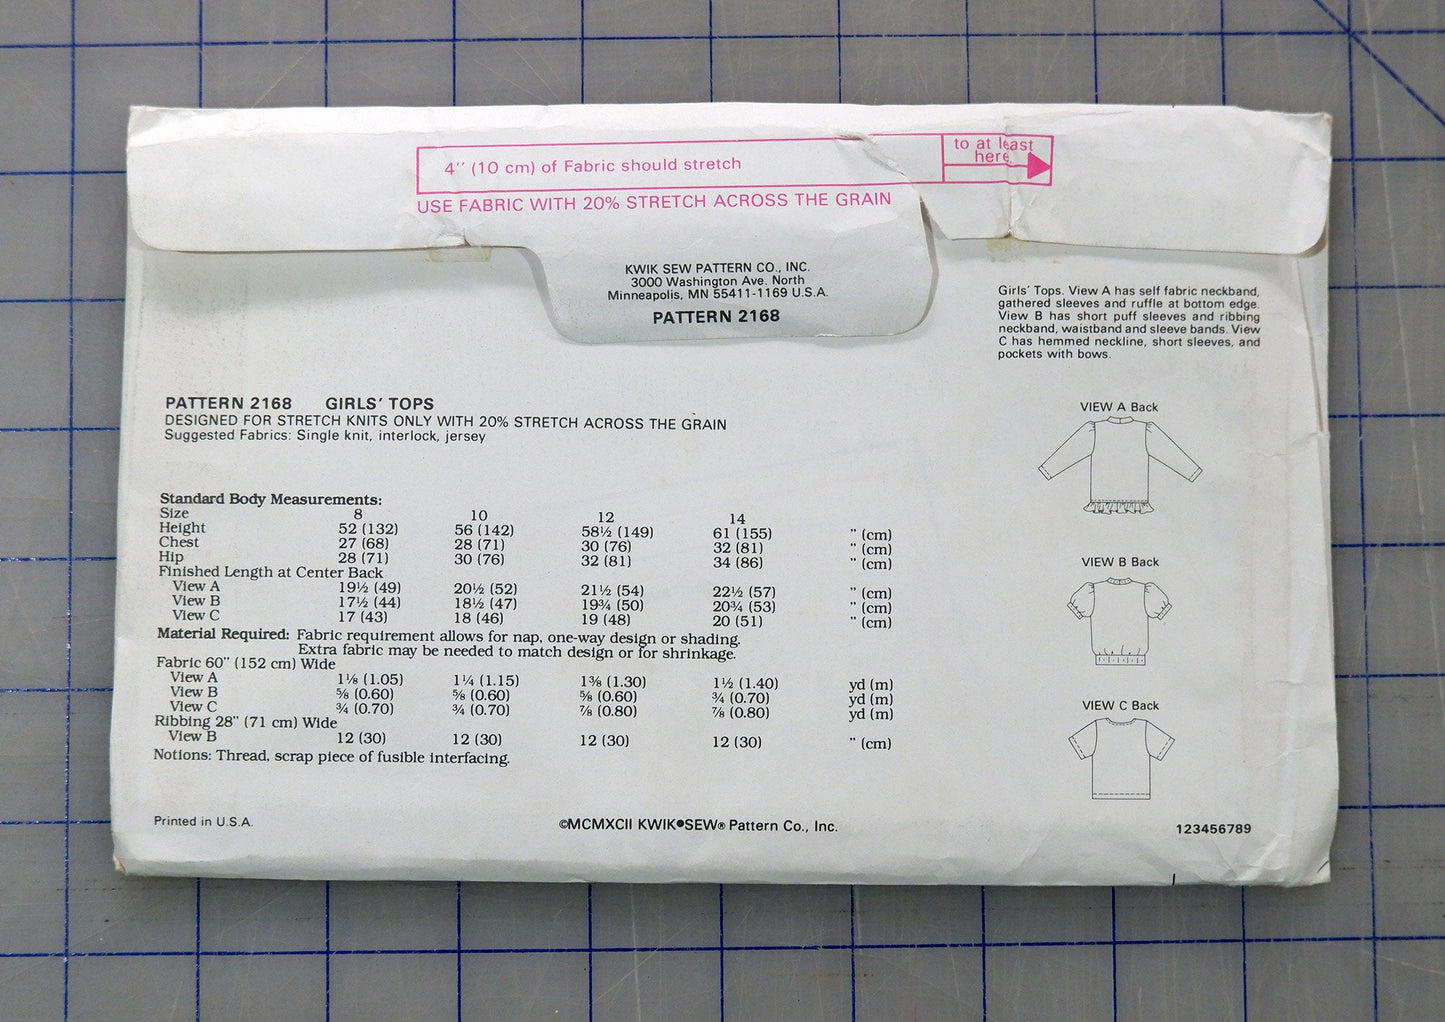 4'' (10 cm) of Fabric should stretch
to at least
here
USE FABRIC WITH 20% STRETCH ACROSS THE GRAIN
KWIK SEW PATTERN CO., INC.
3000 Washington Ave. North
Minneapolis, MN 55411-1169 U.S.A.
PATTERN 2168
Girls' Tops. View A has self fabric neckband,
gathered sleeves and ruffle at bottom edge.
View B has short puff sleeves and ribbing
neckband, waistband and sleeve bands. View
C has hemmed neckline, short sleeves, and
pockets with bows.
PATTERN 2168 GIRLS' TOPS
DESIGNED FOR STRETCH KNITS ONLY WITH 20% STRETCH ACROSS THE GRAIN
Suggested Fabrics: Single knit, interlock, jersey
Standard Body Measurements:
Size 8 10 12 14
Height 52 (132) 56 (142) 58½ (149) 61 (155) " (cm)
Chest 27 (68) 28 (71) 30 (76) 32 (81) " (cm)
Hip 28 (71) 30 (76) 32 (81) 34 (86) " (cm)
Finished Length at Center Back
View A 19½ (49) 20½ (52) 21½ (54) 22½ (57) " (cm)
View B 17½ (44) 18½ (47) 19¾ (50) 20¾ (53) " (cm)
View C 17 (43) 18 (46) 19 (48) 20 (51) " (cm)
Material Required: Fabric requirement allows for nap, one-way design or shading.
Extra fabric may be needed to match design or for shrinkage.
Fabric 60" (152 cm) Wide
View A 1⅛ (1.05) 1¼ (1.15) 1⅜ (1.30) 1½ (1.40) yd (m)
View B ⅝ (0.60) ⅝ (0.60) ⅝ (0.60) ¾ (0.70) yd (m)
View C ¾ (0.70) ¾ (0.70) ⅞ (0.80) ⅞ (0.80) yd (m)
Ribbing 28" (71 cm) Wide
View B 12 (30) 12 (30) 12 (30) 12 (30) " (cm)
Notions: Thread, scrap piece of fusible interfacing.
VIEW A Back
VIEW B Back
VIEW C Back
Printed in U.S.A.
©MCMXCII KWIK•SEW® Pattern Co., Inc.
123456789